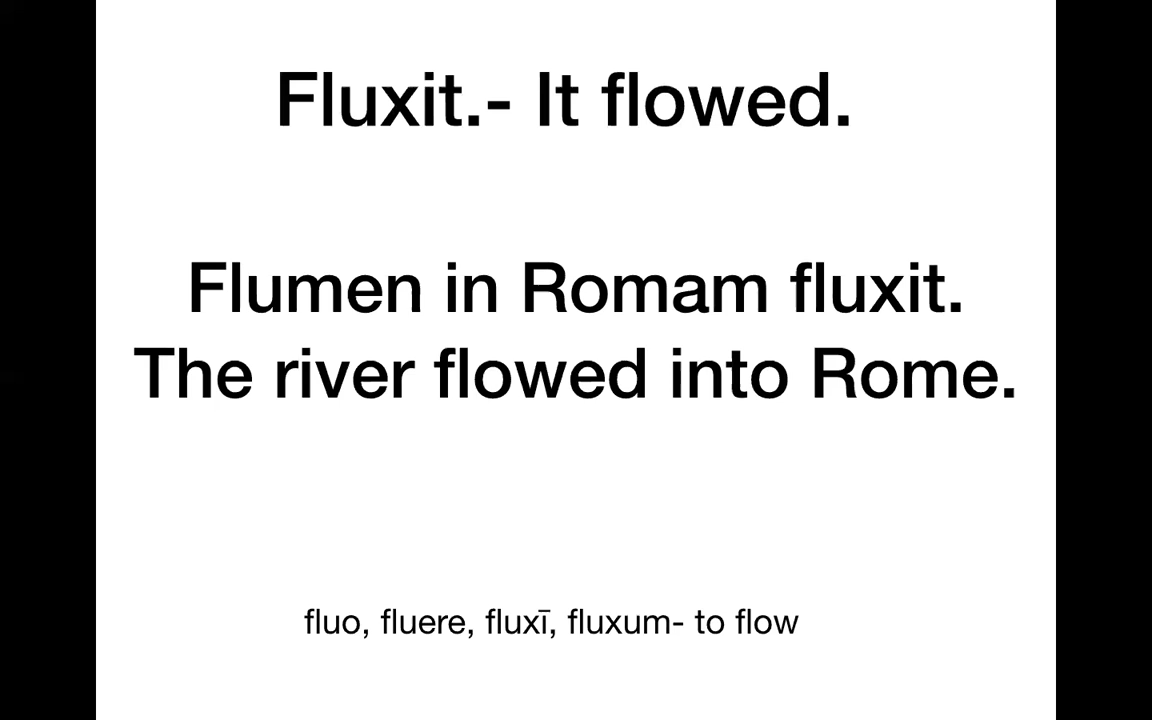 Fluxit.- It flowed.
Flumen in Romam fluxit.
The river flowed into Rome.
fluo, fluere, fluxī, fluxum- to flow